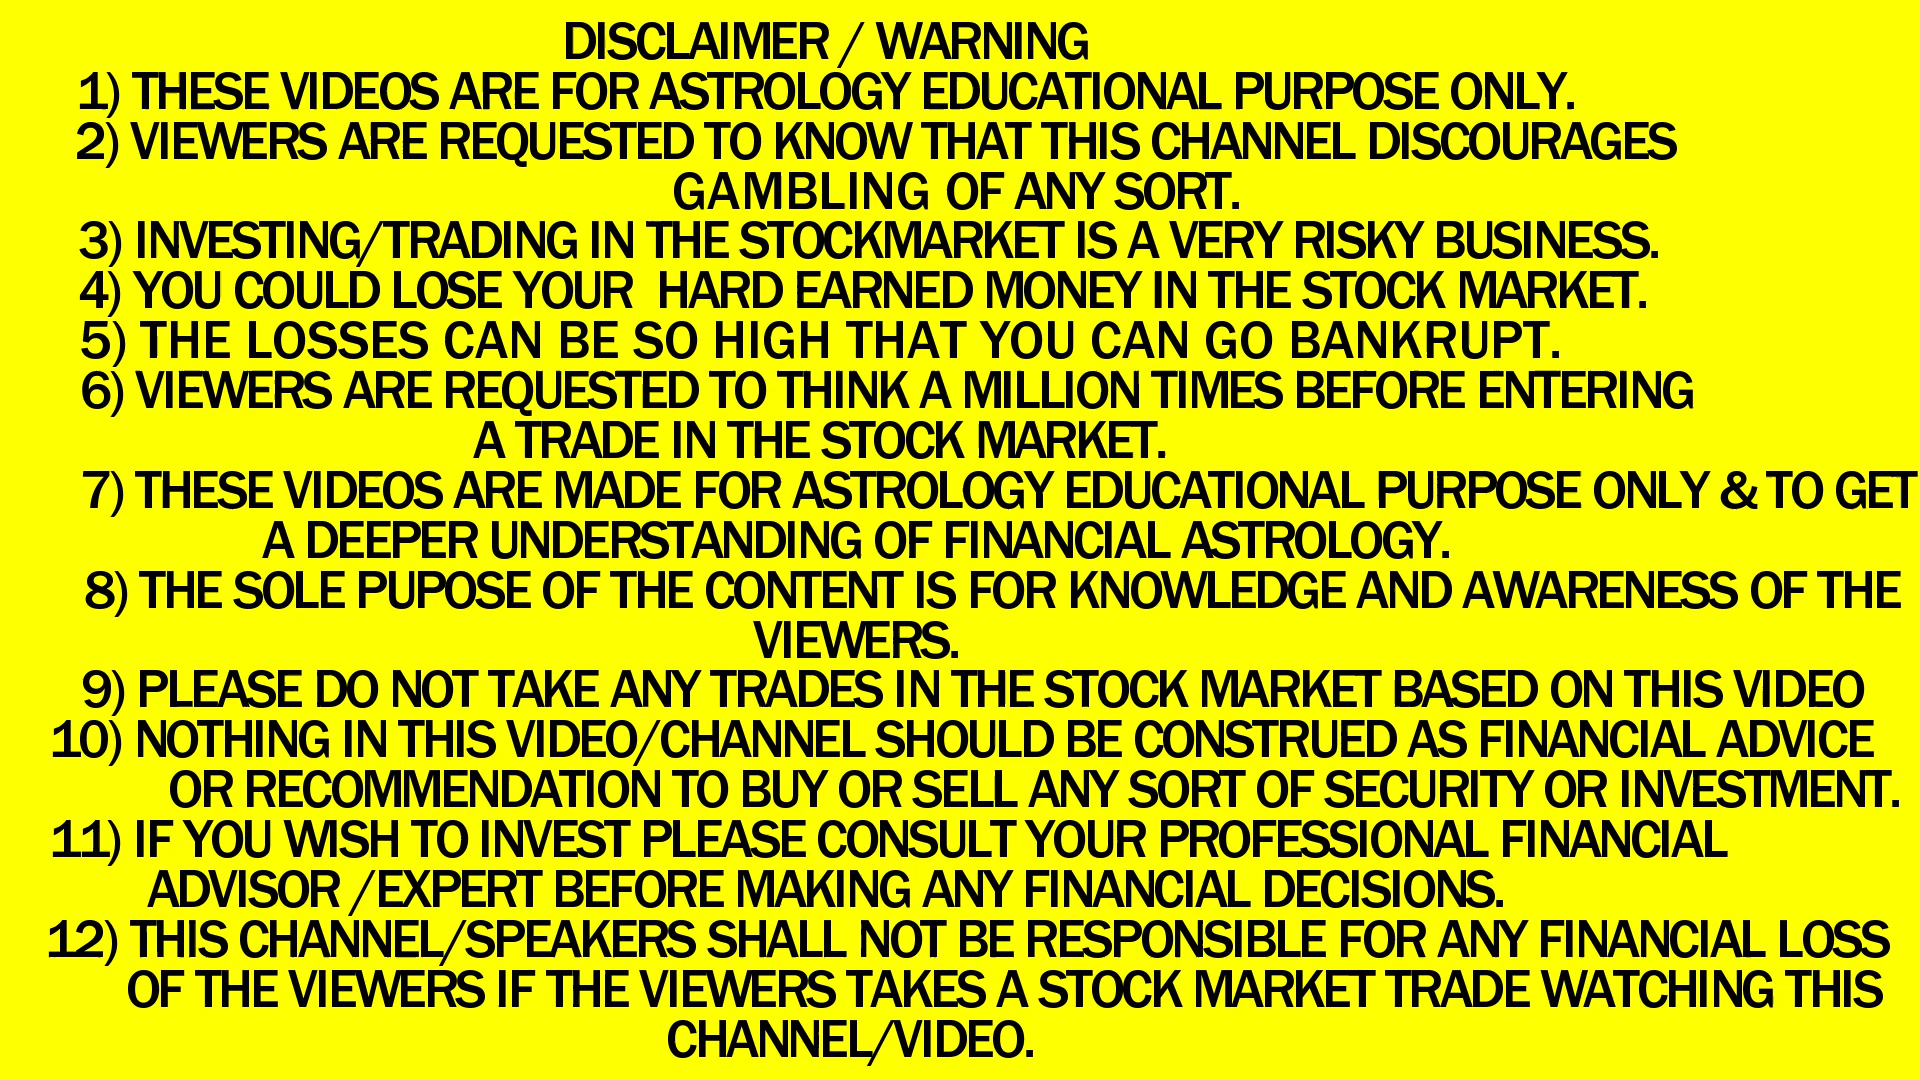 DISCLAIMER / WARNING
1) THESE VIDEOS ARE FOR ASTROLOGY EDUCATIONAL PURPOSE ONLY.
2) VIEWERS ARE REQUESTED TO KNOW THAT THIS CHANNEL DISCOURAGES
GAMBLING OF ANY SORT.
3) INVESTING/TRADING IN THE STOCKMARKET IS A VERY RISKY BUSINESS.
4) YOU COULD LOSE YOUR HARD EARNED MONEY IN THE STOCK MARKET.
5) THE LOSSES CAN BE SO HIGH THAT YOU CAN GO BANKRUPT.
6) VIEWERS ARE REQUESTED TO THINK A MILLION TIMES BEFORE ENTERING
A TRADE IN THE STOCK MARKET.
7) THESE VIDEOS ARE MADE FOR ASTROLOGY EDUCATIONAL PURPOSE ONLY & TO GET
A DEEPER UNDERSTANDING OF FINANCIAL ASTROLOGY.
8) THE SOLE PUPOSE OF THE CONTENT IS FOR KNOWLEDGE AND AWARENESS OF THE
VIEWERS.
9) PLEASE DO NOT TAKE ANY TRADES IN THE STOCK MARKET BASED ON THIS VIDEO
10) NOTHING IN THIS VIDEO/CHANNEL SHOULD BE CONSTRUED AS FINANCIAL ADVICE
OR RECOMMENDATION TO BUY OR SELL ANY SORT OF SECURITY OR INVESTMENT.
11) IF YOU WISH TO INVEST PLEASE CONSULT YOUR PROFESSIONAL FINANCIAL
ADVISOR /EXPERT BEFORE MAKING ANY FINANCIAL DECISIONS.
12) THIS CHANNEL/SPEAKERS SHALL NOT BE RESPONSIBLE FOR ANY FINANCIAL LOSS
OF THE VIEWERS IF THE VIEWERS TAKES A STOCK MARKET TRADE WATCHING THIS
CHANNEL/VIDEO.